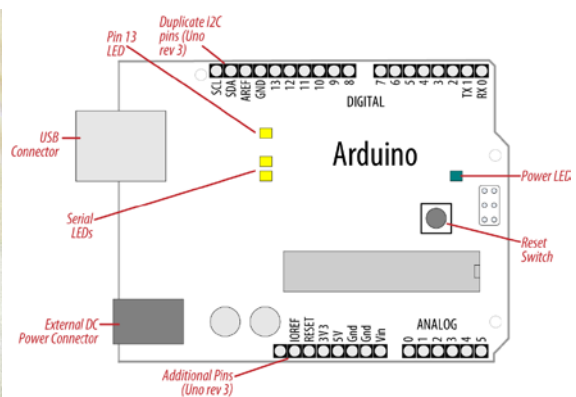 Duplicate I2C
pins (Uno
rev 3)
Pin 13
LED
SCL
SDA
AREF
GND
13
12
11
10
9
8
7
6
5
4
3
2
TX 1
RX 0
DIGITAL
USB
Connector
Arduino
Power LED
Serial
LEDs
Reset
Switch
External DC
Power Connector
IOREF
RESET
3V3
5V
Gnd
Gnd
Vin
ANALOG
0
1
2
3
4
5
Additional Pins
(Uno rev 3)